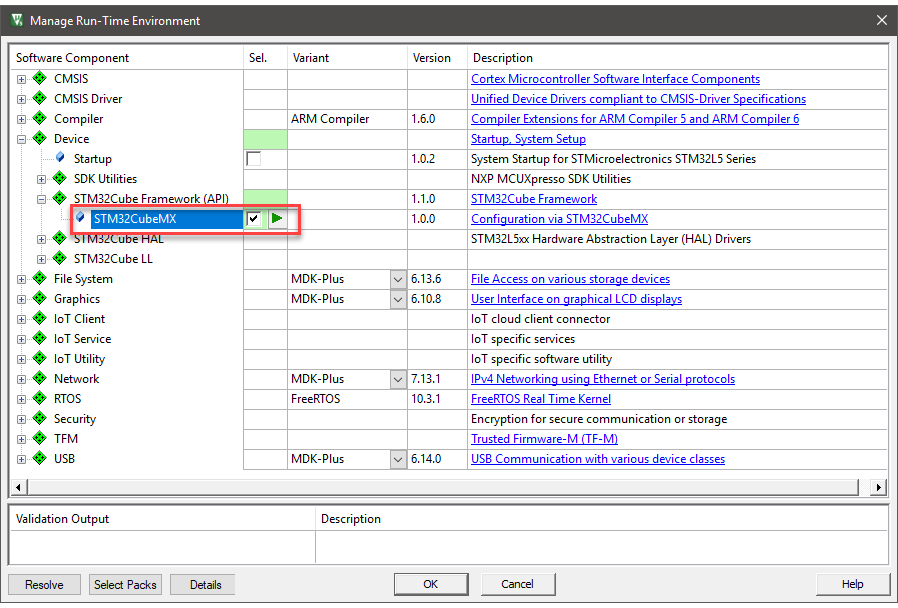 Manage Run-Time Environment
Software Component Sel. Variant Version Description
CMSIS Cortex Microcontroller Software Interface Components
CMSIS Driver Unified Device Drivers compliant to CMSIS-Driver Specifications
Compiler ARM Compiler 1.6.0 Compiler Extensions for ARM Compiler 5 and ARM Compiler 6
Device Startup, System Setup
Startup 1.0.2 System Startup for STMicroelectronics STM32L5 Series
SDK Utilities NXP MCUXpresso SDK Utilities
STM32Cube Framework (API) 1.1.0 STM32Cube Framework
STM32CubeMX 1.0.0 Configuration via STM32CubeMX
STM32Cube HAL STM32L5xx Hardware Abstraction Layer (HAL) Drivers
STM32Cube LL
File System MDK-Plus 6.13.6 File Access on various storage devices
Graphics MDK-Plus 6.10.8 User Interface on graphical LCD displays
IoT Client IoT cloud client connector
IoT Service IoT specific services
IoT Utility IoT specific software utility
Network MDK-Plus 7.13.1 IPv4 Networking using Ethernet or Serial protocols
RTOS FreeRTOS 10.3.1 FreeRTOS Real Time Kernel
Security Encryption for secure communication or storage
TFM Trusted Firmware-M (TF-M)
USB MDK-Plus 6.14.0 USB Communication with various device classes
Validation Output Description
Resolve Select Packs Details OK Cancel Help